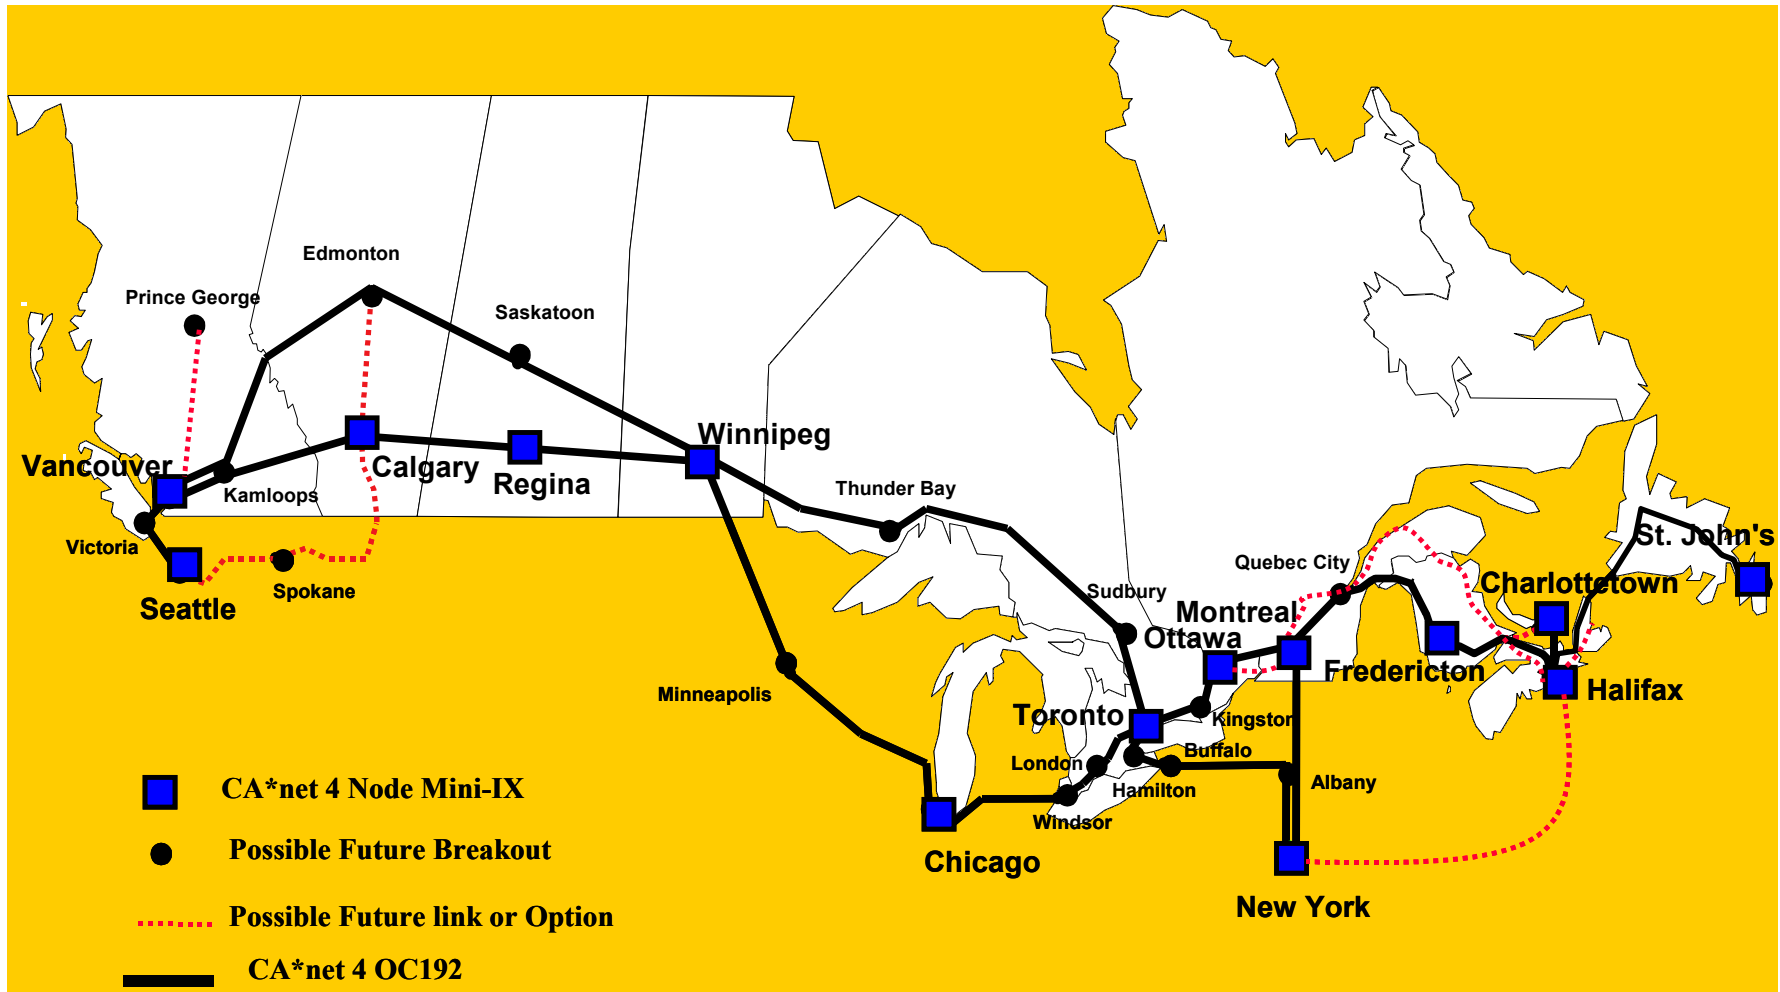 Edmonton
Prince George
Saskatoon
Winnipeg
Vancouver
Calgary
Regina
Kamloops
Thunder Bay
Victoria
Spokane
Seattle
Quebec City
St. John's
Charlottetown
Sudbury
Montreal
Ottawa
Fredericton
Halifax
Minneapolis
Toronto
Kingston
Buffalo
London
Hamilton
Albany
Windsor
Chicago
New York
CA*net 4 Node Mini-IX
Possible Future Breakout
Possible Future link or Option
CA*net 4 OC192